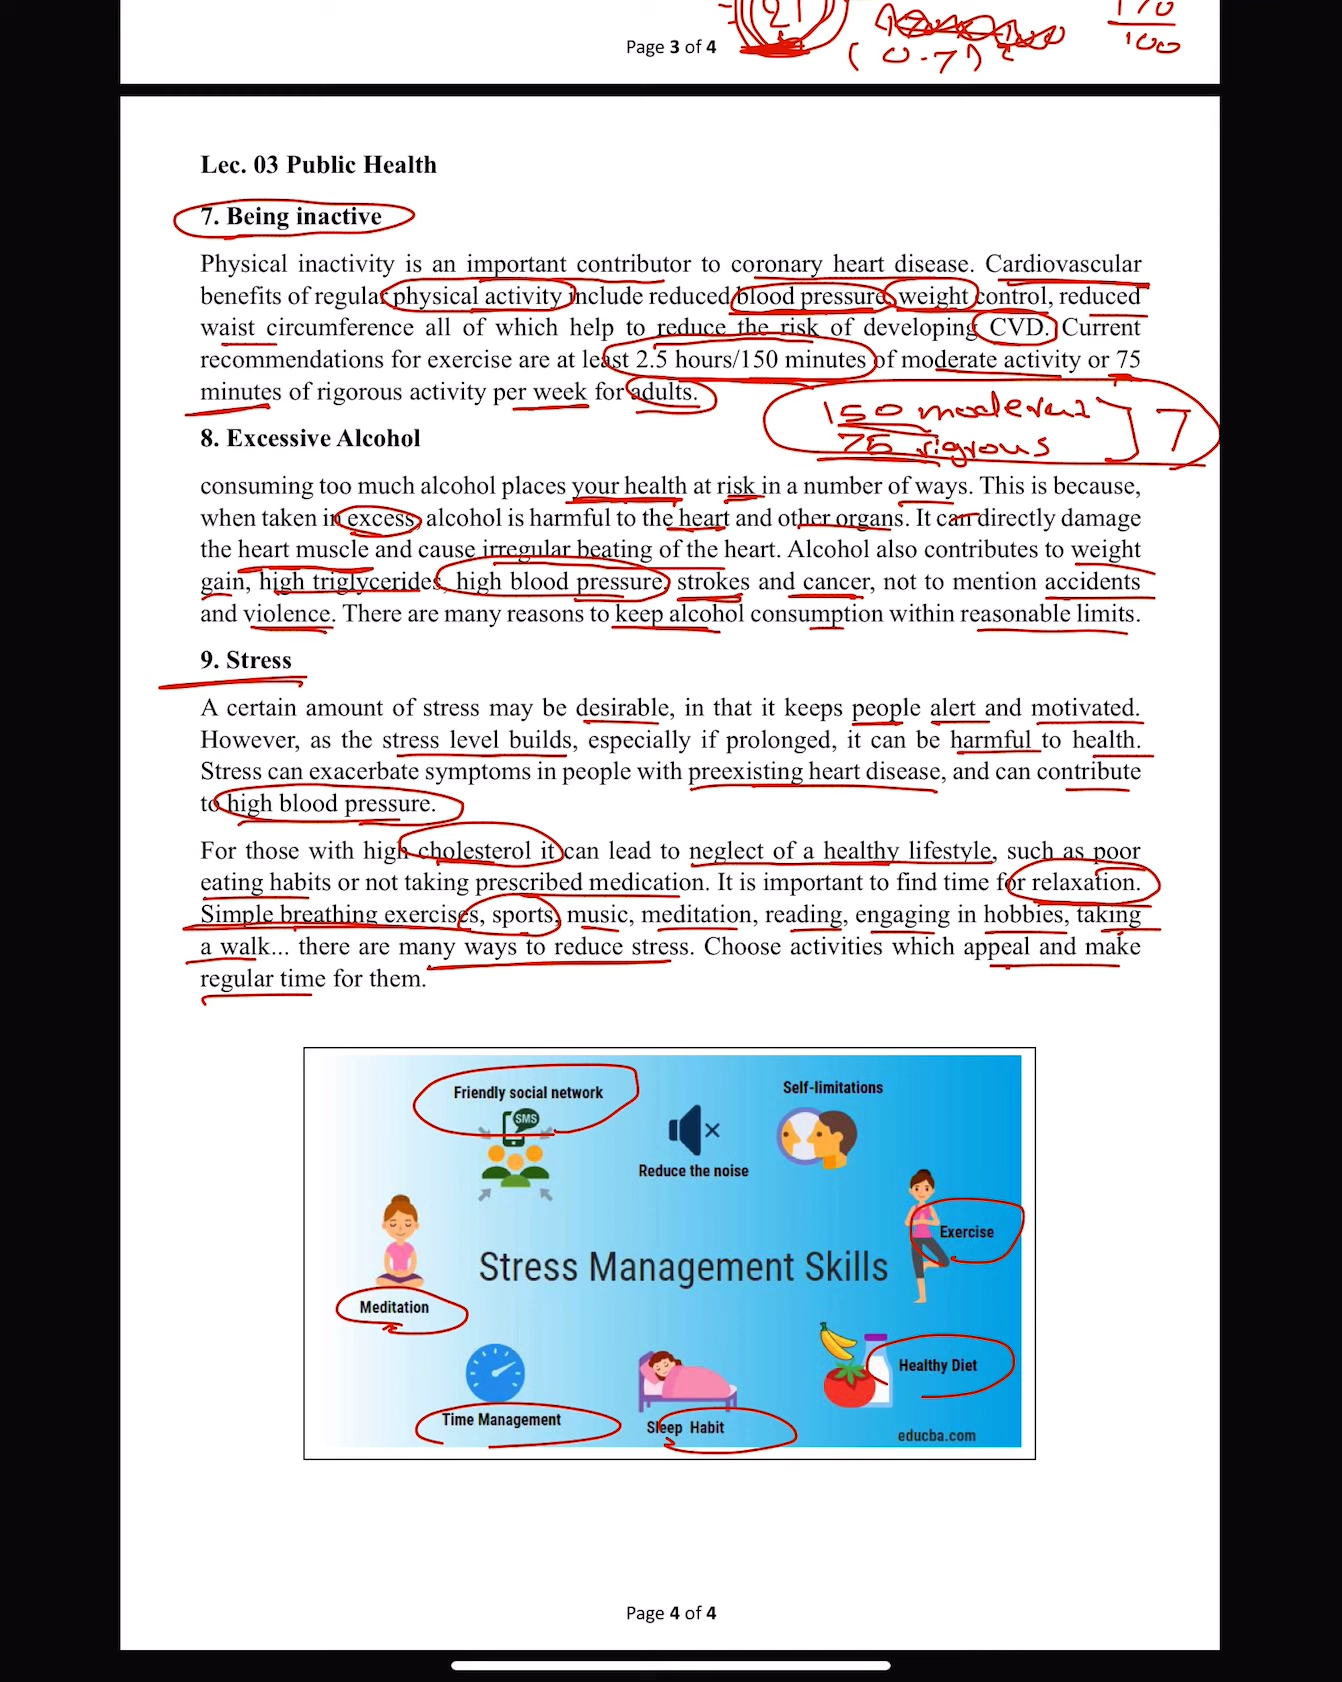 21
170
100
Page 3 of 4
(0.7)²
Lec. 03 Public Health
7. Being inactive
Physical inactivity is an important contributor to coronary heart disease. Cardiovascular
benefits of regular physical activity include reduced blood pressure, weight control, reduced
waist circumference all of which help to reduce the risk of developing CVD. Current
recommendations for exercise are at least 2.5 hours/150 minutes of moderate activity or 75
minutes of rigorous activity per week for adults.
150
75 rigrous
7
8. Excessive Alcohol
consuming too much alcohol places your health at risk in a number of ways. This is because,
when taken in excess, alcohol is harmful to the heart and other organs. It can directly damage
the heart muscle and cause irregular beating of the heart. Alcohol also contributes to weight
gain, high triglycerides, high blood pressure, strokes and cancer, not to mention accidents
and violence. There are many reasons to keep alcohol consumption within reasonable limits.
9. Stress
A certain amount of stress may be desirable, in that it keeps people alert and motivated.
However, as the stress level builds, especially if prolonged, it can be harmful to health.
Stress can exacerbate symptoms in people with preexisting heart disease, and can contribute
to high blood pressure.
For those with high cholesterol it can lead to neglect of a healthy lifestyle, such as poor
eating habits or not taking prescribed medication. It is important to find time for relaxation.
Simple breathing exercises, sports, music, meditation, reading, engaging in hobbies, taking
a walk... there are many ways to reduce stress. Choose activities which appeal and make
regular time for them.
Friendly social network
Self-limitations
SMS
Reduce the noise
Exercise
Stress Management Skills
Meditation
Healthy Diet
Time Management
Sleep Habit
educba.com
Page 4 of 4